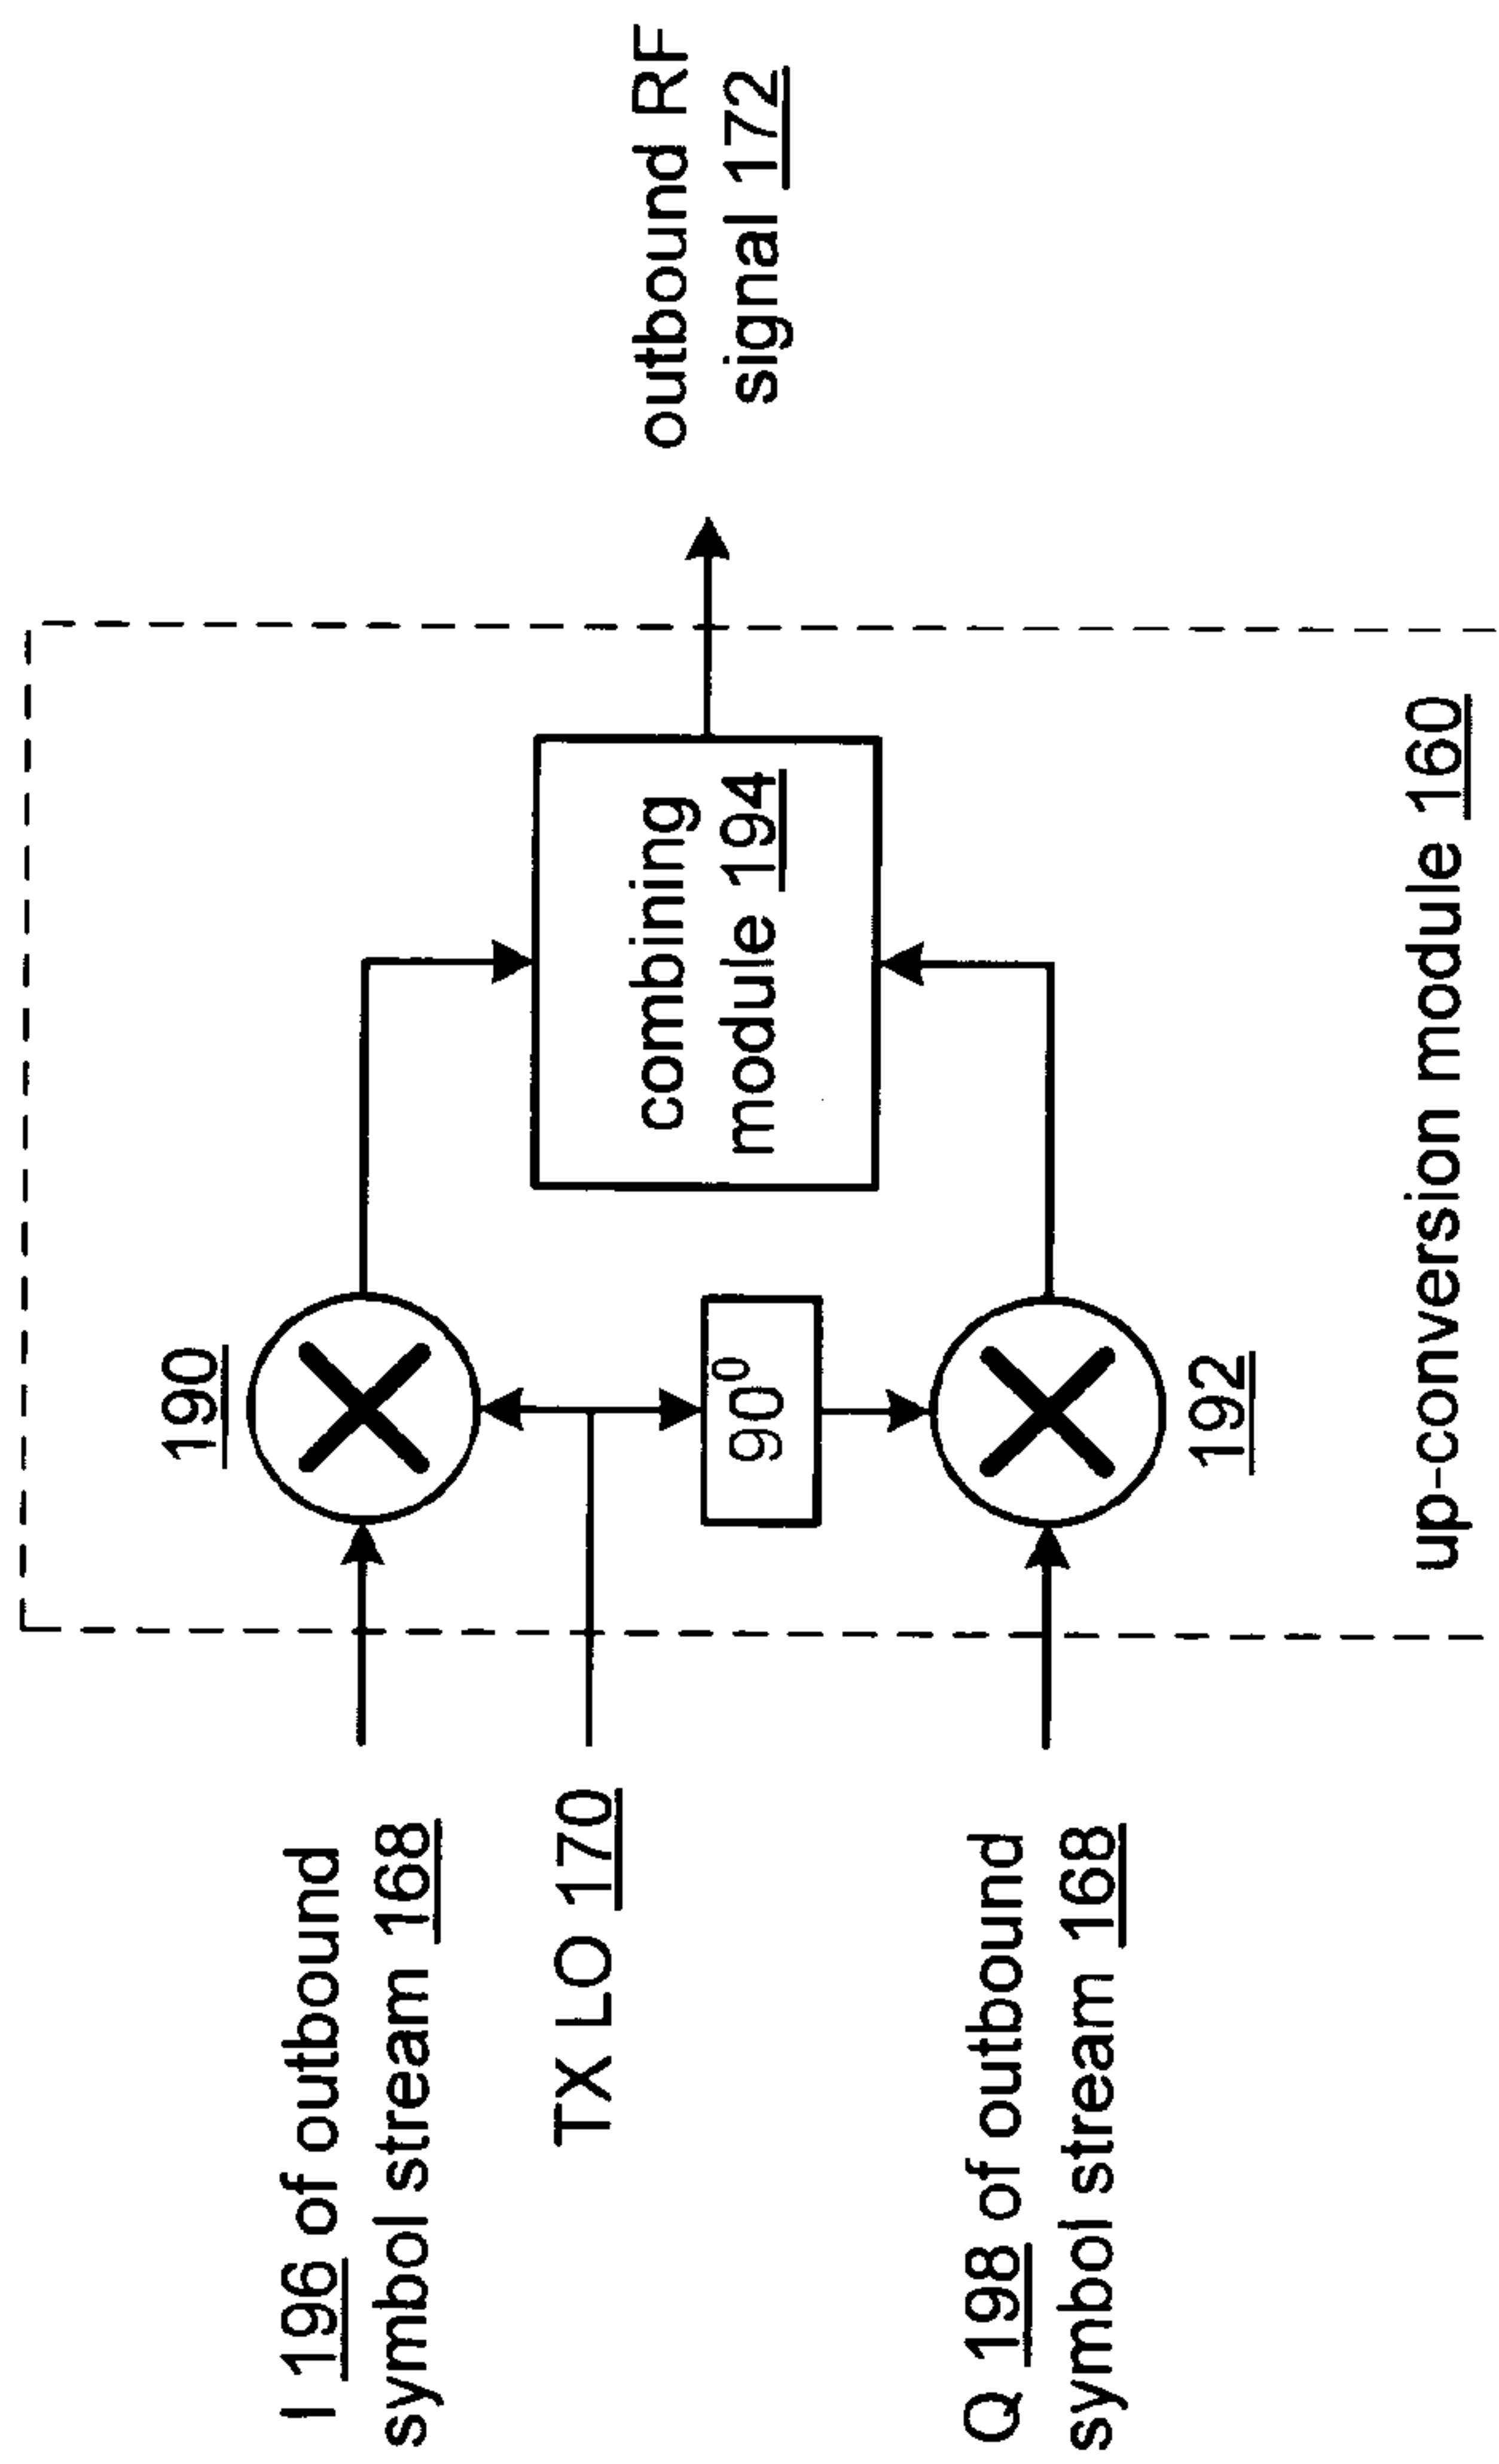 I 196 of outbound
symbol stream 168
TX LO 170
Q 198 of outbound
symbol stream 168
190
90⁰
192
combining
module 194
up-conversion module 160
outbound RF
signal 172